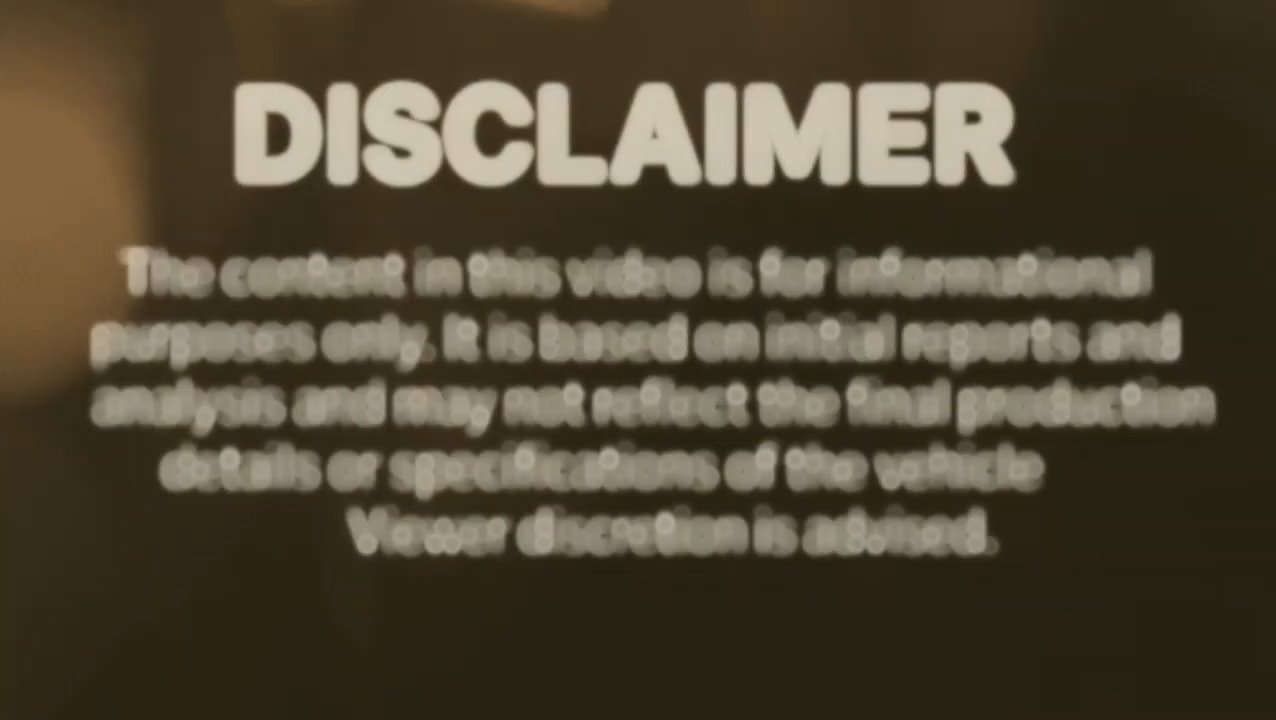 DISCLAIMER
The content in this video is for informational
purposes only. It is based on initial reports and
analysis and may not reflect the final production
details or specifications of the vehicle
Viewer discretion is advised.